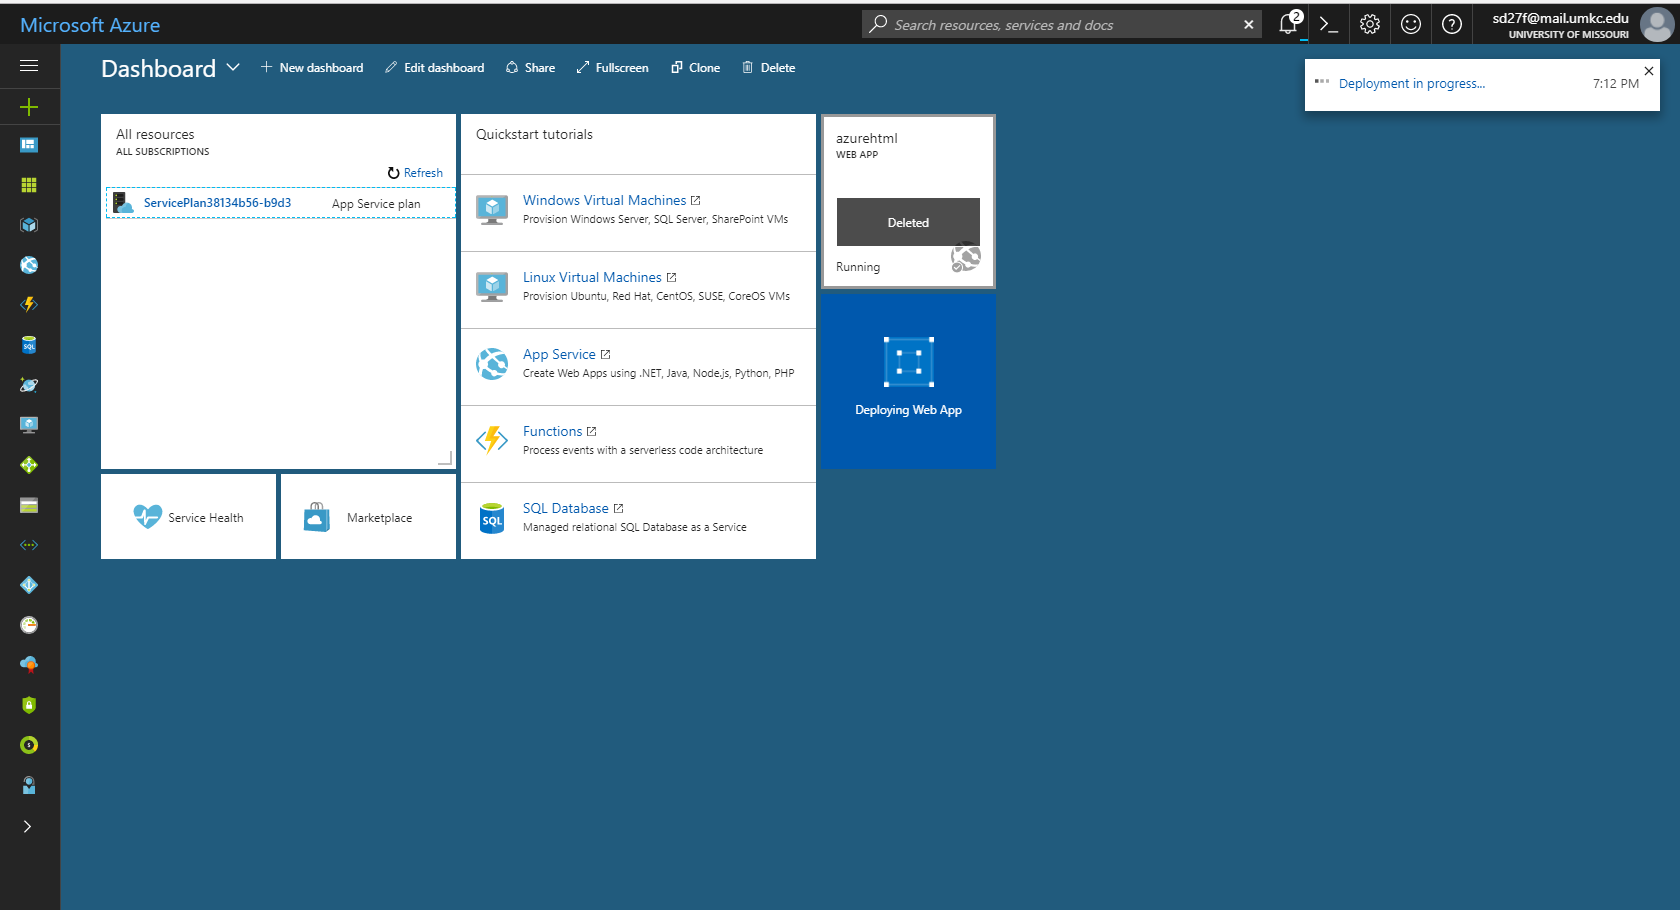 Microsoft Azure
Search resources, services and docs
2
sd27f@mail.umkc.edu
UNIVERSITY OF MISSOURI
Dashboard
New dashboard
Edit dashboard
Share
Fullscreen
Clone
Delete
Deployment in progress...
7:12 PM
All resources
ALL SUBSCRIPTIONS
Refresh
ServicePlan38134b56-b9d3 App Service plan
Service Health
Marketplace
Quickstart tutorials
Windows Virtual Machines
Provision Windows Server, SQL Server, SharePoint VMs
Linux Virtual Machines
Provision Ubuntu, Red Hat, CentOS, SUSE, CoreOS VMs
App Service
Create Web Apps using .NET, Java, Node.js, Python, PHP
Functions
Process events with a serverless code architecture
SQL
SQL Database
Managed relational SQL Database as a Service
azurehtml
WEB APP
Deleted
Running
Deploying Web App
SQL